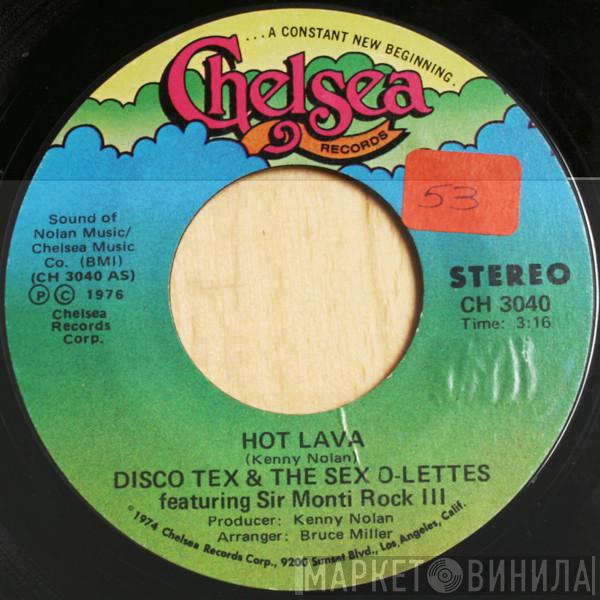 ...A CONSTANT NEW BEGINNING.
Chelsea
RECORDS
53
Sound of
Nolan Music/
Chelsea Music
Co. (BMI)
(CH 3040 AS)
Ⓟ © 1976
Chelsea
Records
Corp.
STEREO
CH 3040
Time: 3:16
HOT LAVA
(Kenny Nolan)
DISCO TEX & THE SEX O-LETTES
featuring Sir Monti Rock III
Producer: Kenny Nolan
Arranger: Bruce Miller
©1974 Chelsea Records Corp., 9200 Sunset Blvd., Los Angeles, Calif.
МАРКЕТ ВИНИЛА